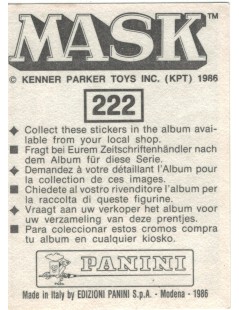 MASK™
© KENNER PARKER TOYS INC. (KPT) 1986
222
◆ Collect these stickers in the album avai-
lable from your local shop.
■ Fragt bei Eurem Zeitschriftenhändler nach
dem Album für diese Serie.
◆ Demandez à votre détaillant l'Album pour
la collection de ces images.
■ Chiedete al vostro rivenditore l'album per
la raccolta di queste figurine.
◆ Vraagt aan uw verkoper het album voor
uw verzameling van deze prentjes.
■ Para coleccionar estos cromos compra
tu album en cualquier kiosko.
PANINI
Made in Italy by EDIZIONI PANINI S.p.A. - Modena - 1986